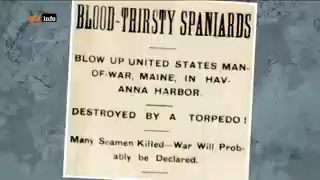 info
BLOOD-THIRSTY SPANIARDS
BLOW UP UNITED STATES MAN-
OF-WAR, MAINE, IN HAV-
ANNA HARBOR.
DESTROYED BY A TORPEDO!
Many Seamen Killed—War Will Prob-
ably be Declared.